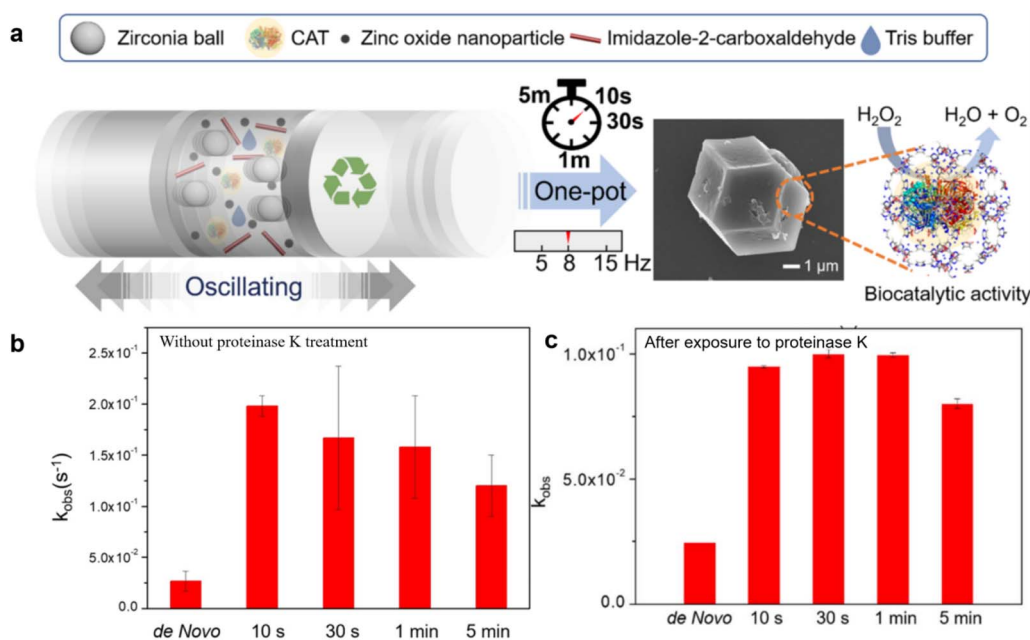 a
Zirconia ball CAT Zinc oxide nanoparticle Imidazole-2-carboxaldehyde Tris buffer
5m 10s
30s
1m
One-pot
5 8 15 Hz
Oscillating
1 μm
H₂O₂ H₂O + O₂
Biocatalytic activity
b
Without proteinase K treatment
2.5x10⁻¹
2.0x10⁻¹
1.5x10⁻¹
1.0x10⁻¹
5.0x10⁻²
0.0
k_obs(s⁻¹)
de Novo 10 s 30 s 1 min 5 min
c
After exposure to proteinase K
1.0x10⁻¹
5.0x10⁻²
0.0
k_obs
de Novo 10 s 30 s 1 min 5 min